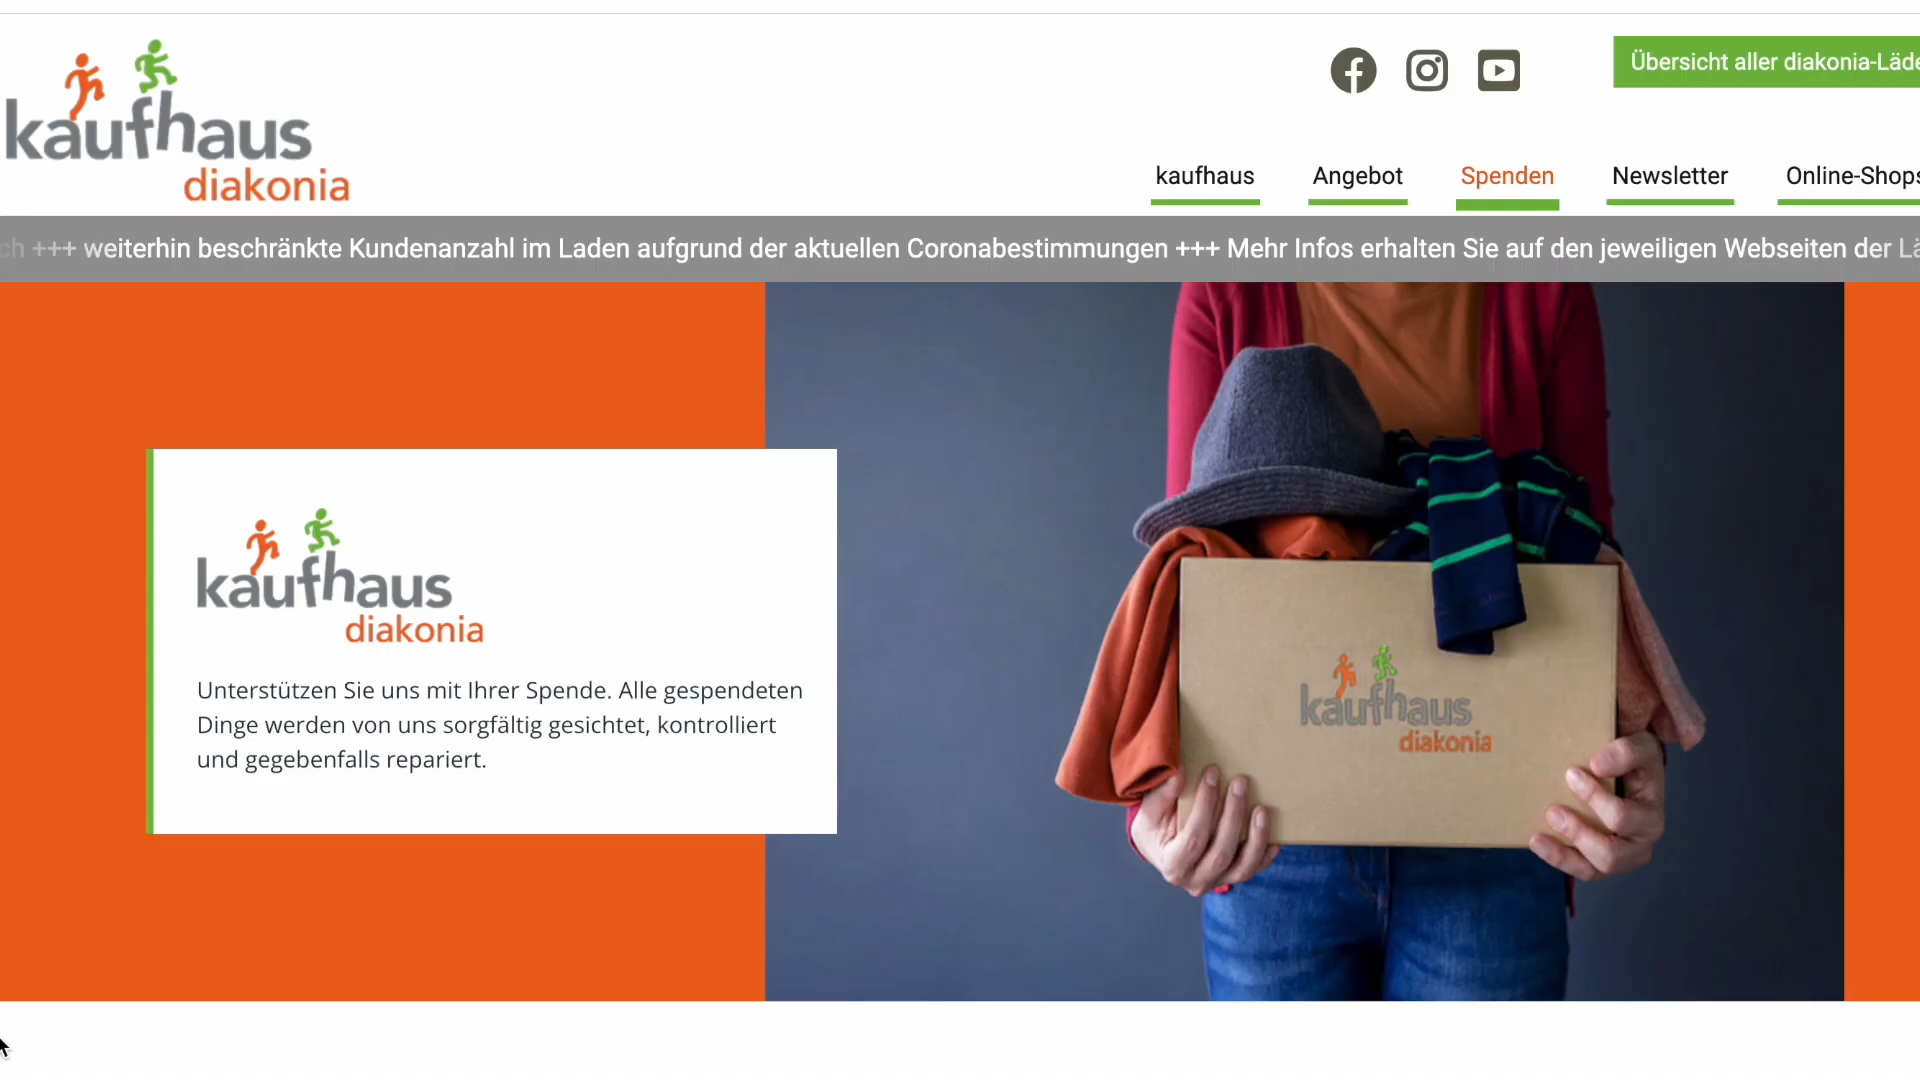 kaufhaus
diakonia
Übersicht aller diakonia-Läde
kaufhaus Angebot Spenden Newsletter Online-Shops
ch +++ weiterhin beschränkte Kundenanzahl im Laden aufgrund der aktuellen Coronabestimmungen +++ Mehr Infos erhalten Sie auf den jeweiligen Webseiten der Lä
kaufhaus
diakonia
Unterstützen Sie uns mit Ihrer Spende. Alle gespendeten
Dinge werden von uns sorgfältig gesichtet, kontrolliert
und gegebenfalls repariert.
kaufhaus
diakonia